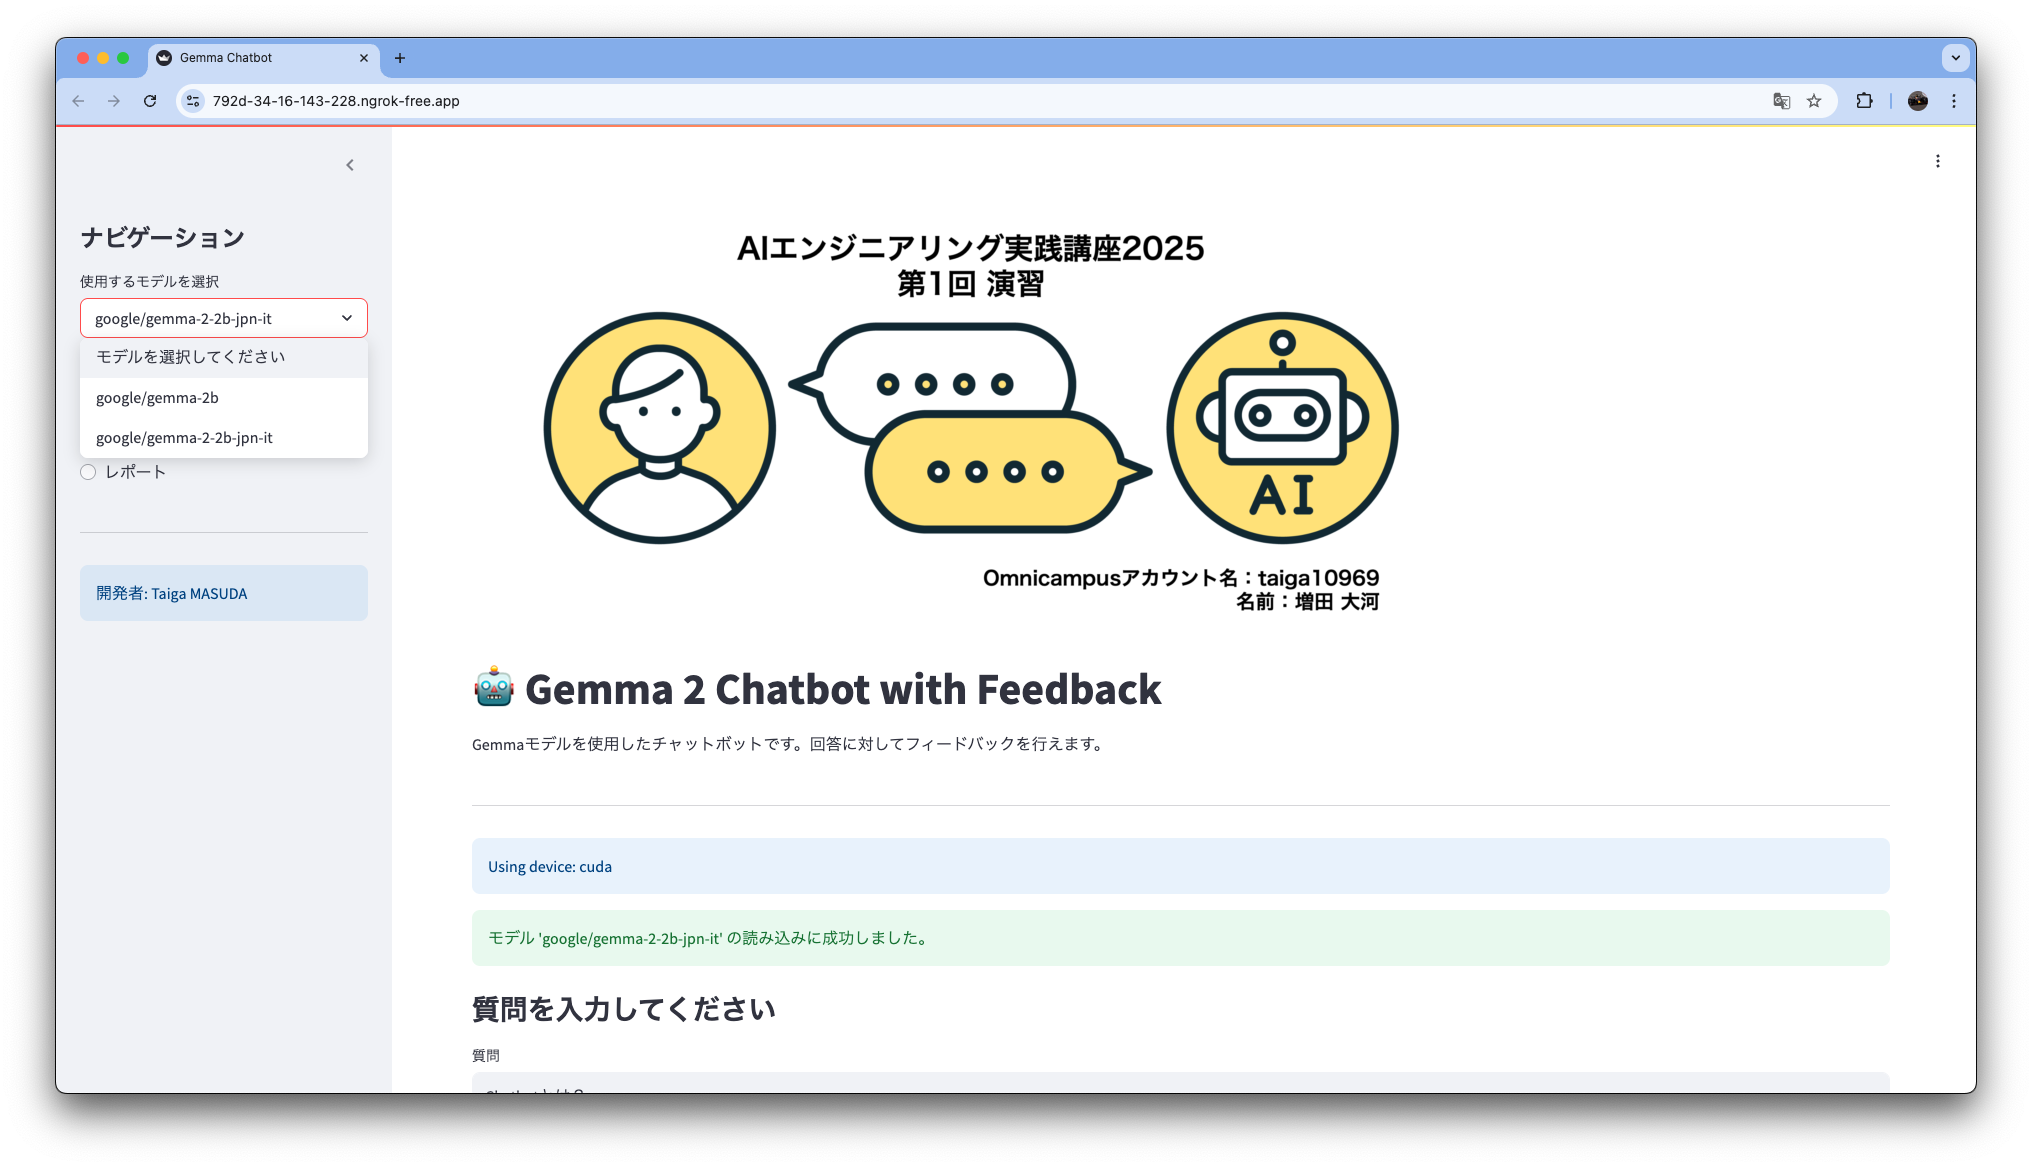 Gemma Chatbot
792d-34-16-143-228.ngrok-free.app
ナビゲーション
使用するモデルを選択
google/gemma-2-2b-jpn-it
モデルを選択してください
google/gemma-2b
google/gemma-2-2b-jpn-it
レポート
開発者: Taiga MASUDA
AIエンジニアリング実践講座2025
第1回 演習
AI
Omnicampusアカウント名：taiga10969
名前：増田 大河
Gemma 2 Chatbot with Feedback
Gemmaモデルを使用したチャットボットです。回答に対してフィードバックを行えます。
Using device: cuda
モデル 'google/gemma-2-2b-jpn-it' の読み込みに成功しました。
質問を入力してください
質問